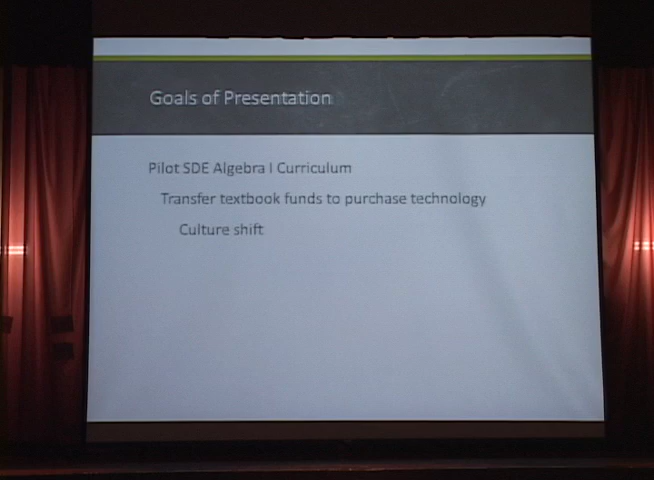 Goals of Presentation
Pilot SDE Algebra I Curriculum
Transfer textbook funds to purchase technology
Culture shift